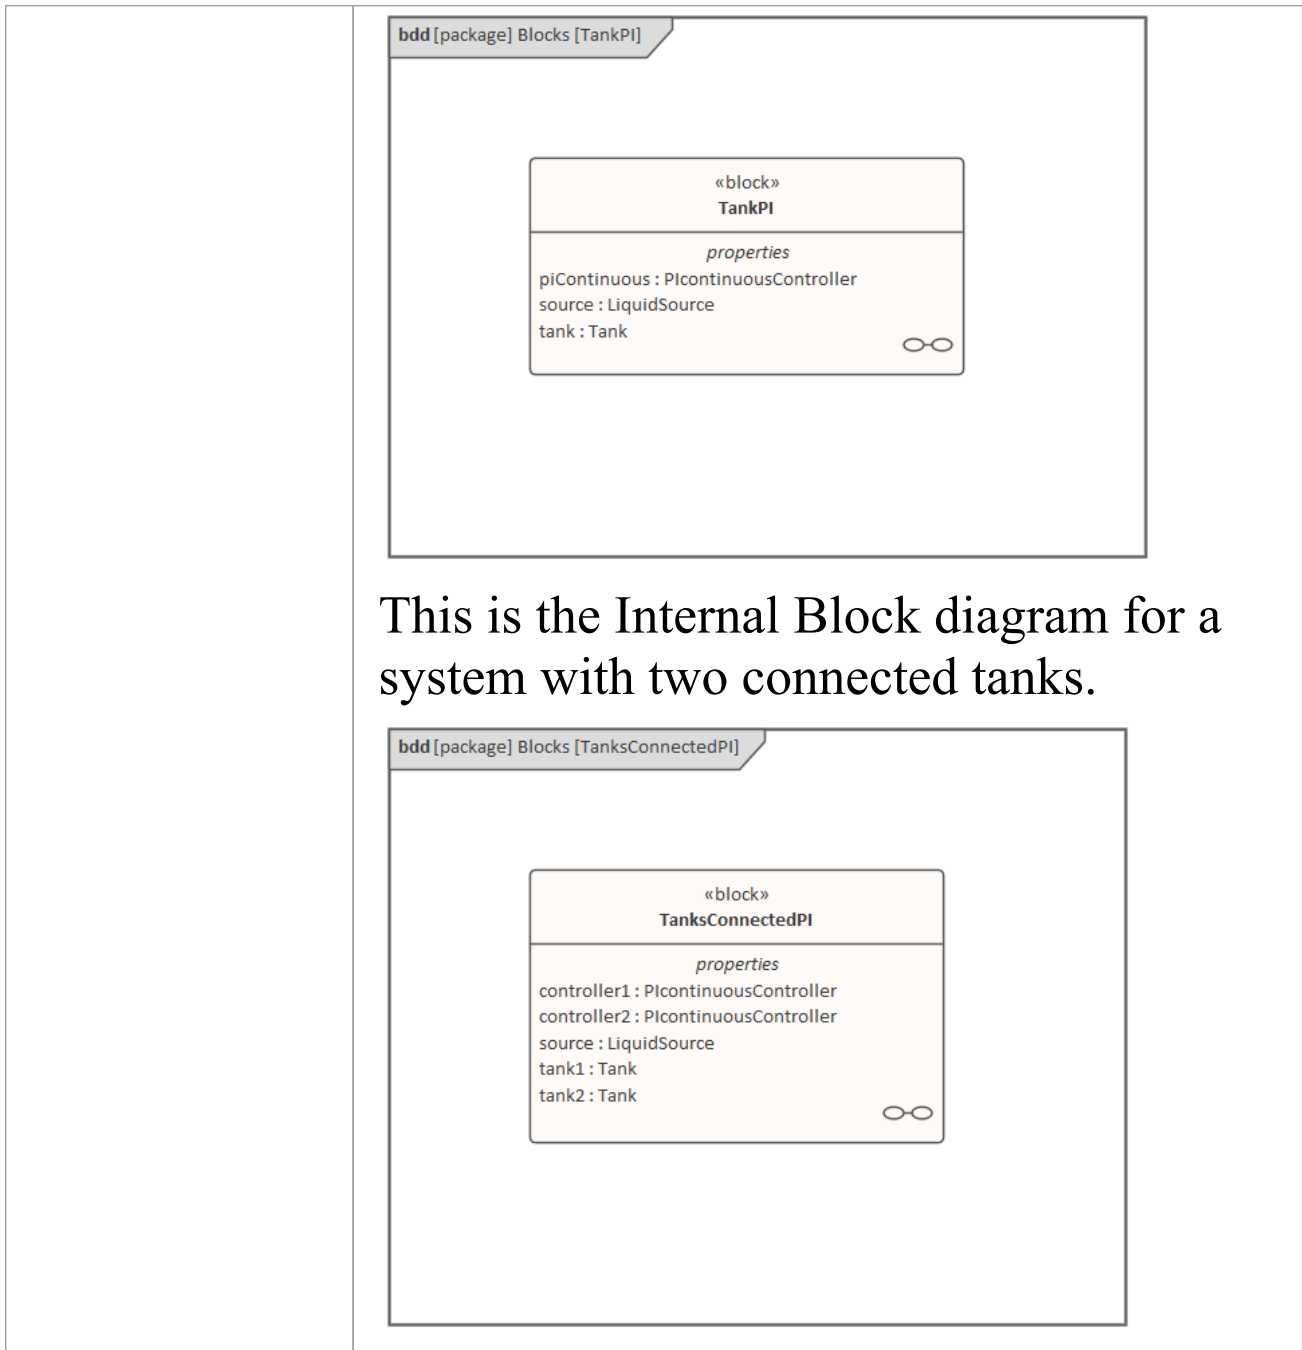 bdd [package] Blocks [TankPI]
«block»
TankPI
properties
piContinuous : PIcontinuousController
source : LiquidSource
tank : Tank
This is the Internal Block diagram for a
system with two connected tanks.
bdd [package] Blocks [TanksConnectedPI]
«block»
TanksConnectedPI
properties
controller1 : PIcontinuousController
controller2 : PIcontinuousController
source : LiquidSource
tank1 : Tank
tank2 : Tank